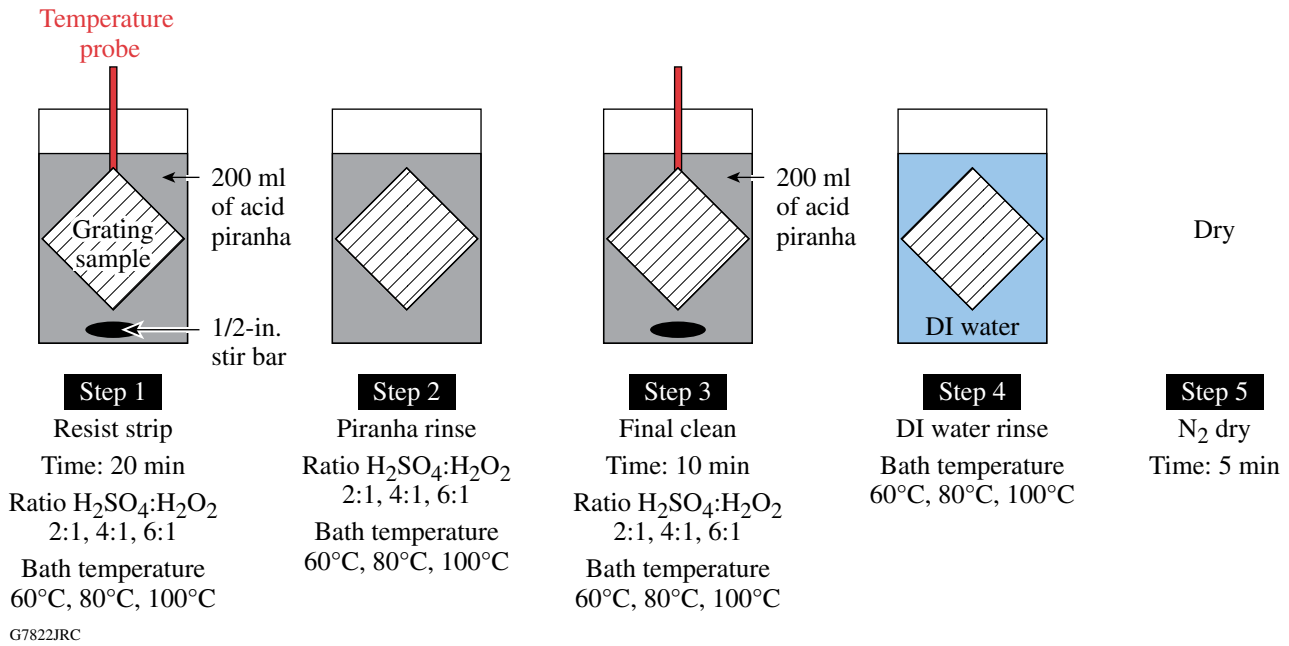 Temperature
probe
200 ml
of acid
piranha
Grating
sample
1/2-in.
stir bar
200 ml
of acid
piranha
DI water
Dry
Step 1
Resist strip
Time: 20 min
Ratio H₂SO₄:H₂O₂
2:1, 4:1, 6:1
Bath temperature
60°C, 80°C, 100°C
Step 2
Piranha rinse
Ratio H₂SO₄:H₂O₂
2:1, 4:1, 6:1
Bath temperature
60°C, 80°C, 100°C
Step 3
Final clean
Time: 10 min
Ratio H₂SO₄:H₂O₂
2:1, 4:1, 6:1
Bath temperature
60°C, 80°C, 100°C
Step 4
DI water rinse
Bath temperature
60°C, 80°C, 100°C
Step 5
N₂ dry
Time: 5 min
G7822JRC